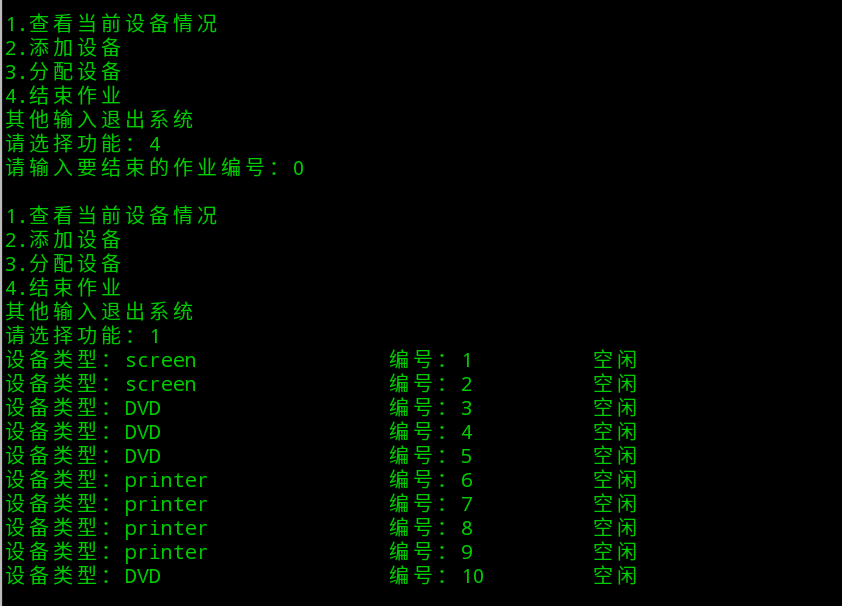 1.查看当前设备情况
2.添加设备
3.分配设备
4.结束作业
其他输入退出系统
请选择功能：4
请输入要结束的作业编号：0
1.查看当前设备情况
2.添加设备
3.分配设备
4.结束作业
其他输入退出系统
请选择功能：1
设备类型：screen 编号：1 空闲
设备类型：screen 编号：2 空闲
设备类型：DVD 编号：3 空闲
设备类型：DVD 编号：4 空闲
设备类型：DVD 编号：5 空闲
设备类型：printer 编号：6 空闲
设备类型：printer 编号：7 空闲
设备类型：printer 编号：8 空闲
设备类型：printer 编号：9 空闲
设备类型：DVD 编号：10 空闲